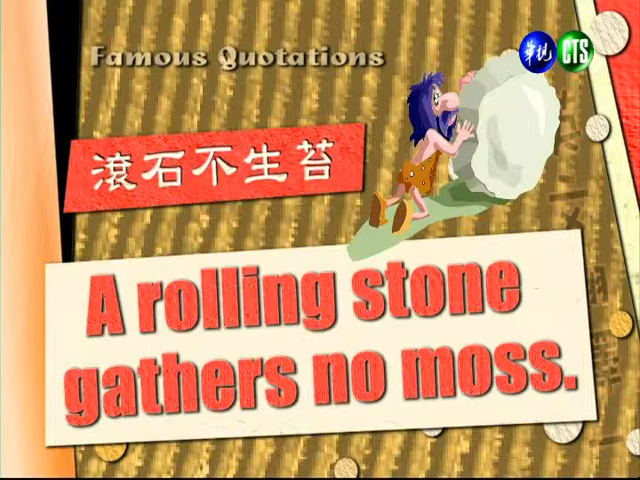 Famous Quotations
華視 CTS
滾石不生苔
A rolling stone
gathers no moss.